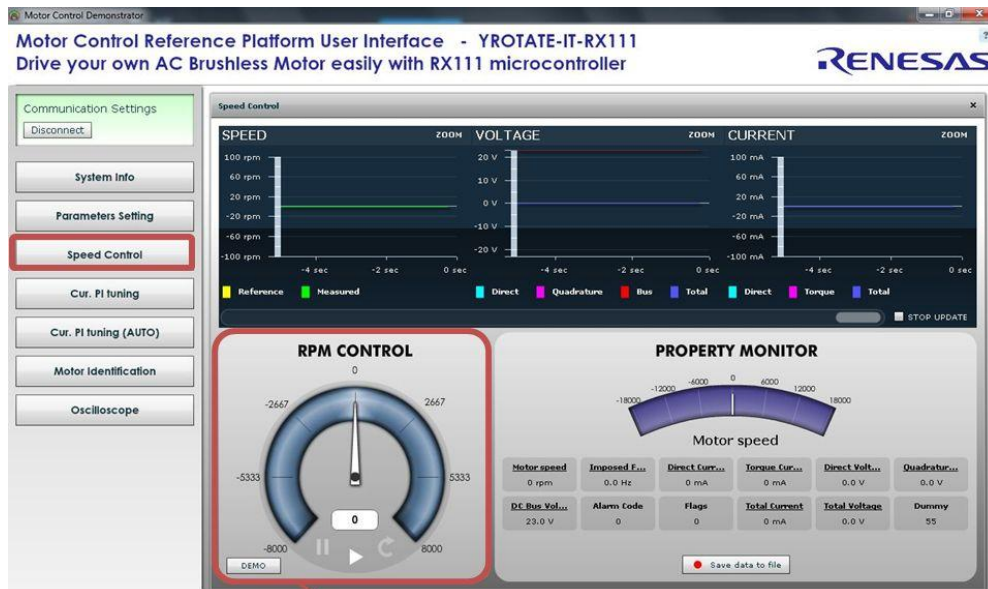 Motor Control Demonstrator
Motor Control Reference Platform User Interface - YROTATE-IT-RX111
Drive your own AC Brushless Motor easily with RX111 microcontroller
RENESAS
?
Communication Settings
Disconnect
System Info
Parameters Setting
Speed Control
Cur. PI tuning
Cur. PI tuning (AUTO)
Motor Identification
Oscilloscope
Speed Control
x
SPEED ZOOM
100 rpm
60 rpm
20 rpm
-20 rpm
-60 rpm
-100 rpm
-4 sec -2 sec 0 sec
Reference Measured
VOLTAGE ZOOM
20 V
10 V
0 V
-10 V
-20 V
-4 sec -2 sec 0 sec
Direct Quadrature Bus Total
CURRENT ZOOM
100 mA
60 mA
20 mA
-20 mA
-60 mA
-100 mA
-4 sec -2 sec 0 sec
Direct Torque Total
STOP UPDATE
RPM CONTROL
0
-2667 2667
-5333 5333
0
-8000 8000
DEMO
PROPERTY MONITOR
-18000 -12000 -6000 0 6000 12000 18000
Motor speed
Motor speed Imposed F... Direct Curr... Torque Cur... Direct Volt... Quadratur...
0 rpm 0.0 Hz 0 mA 0 mA 0.0 V 0.0 V
DC Bus Vol... Alarm Code Flags Total Current Total Voltage Dummy
23.0 V 0 0 0 mA 0.0 V 55
Save data to file